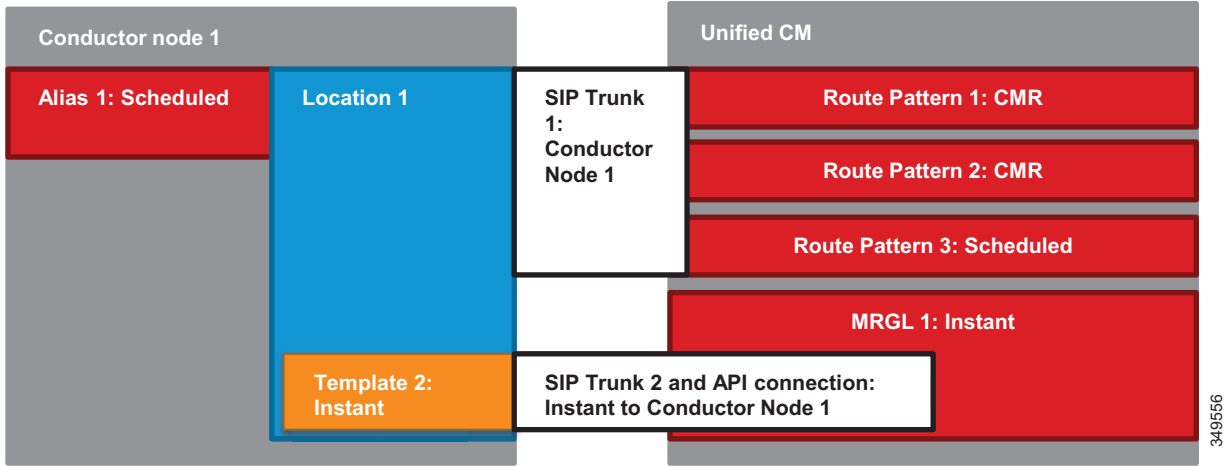 Conductor node 1
Unified CM
Alias 1: Scheduled
Location 1
SIP Trunk
1:
Conductor
Node 1
Route Pattern 1: CMR
Route Pattern 2: CMR
Route Pattern 3: Scheduled
MRGL 1: Instant
Template 2:
Instant
SIP Trunk 2 and API connection:
Instant to Conductor Node 1
349556